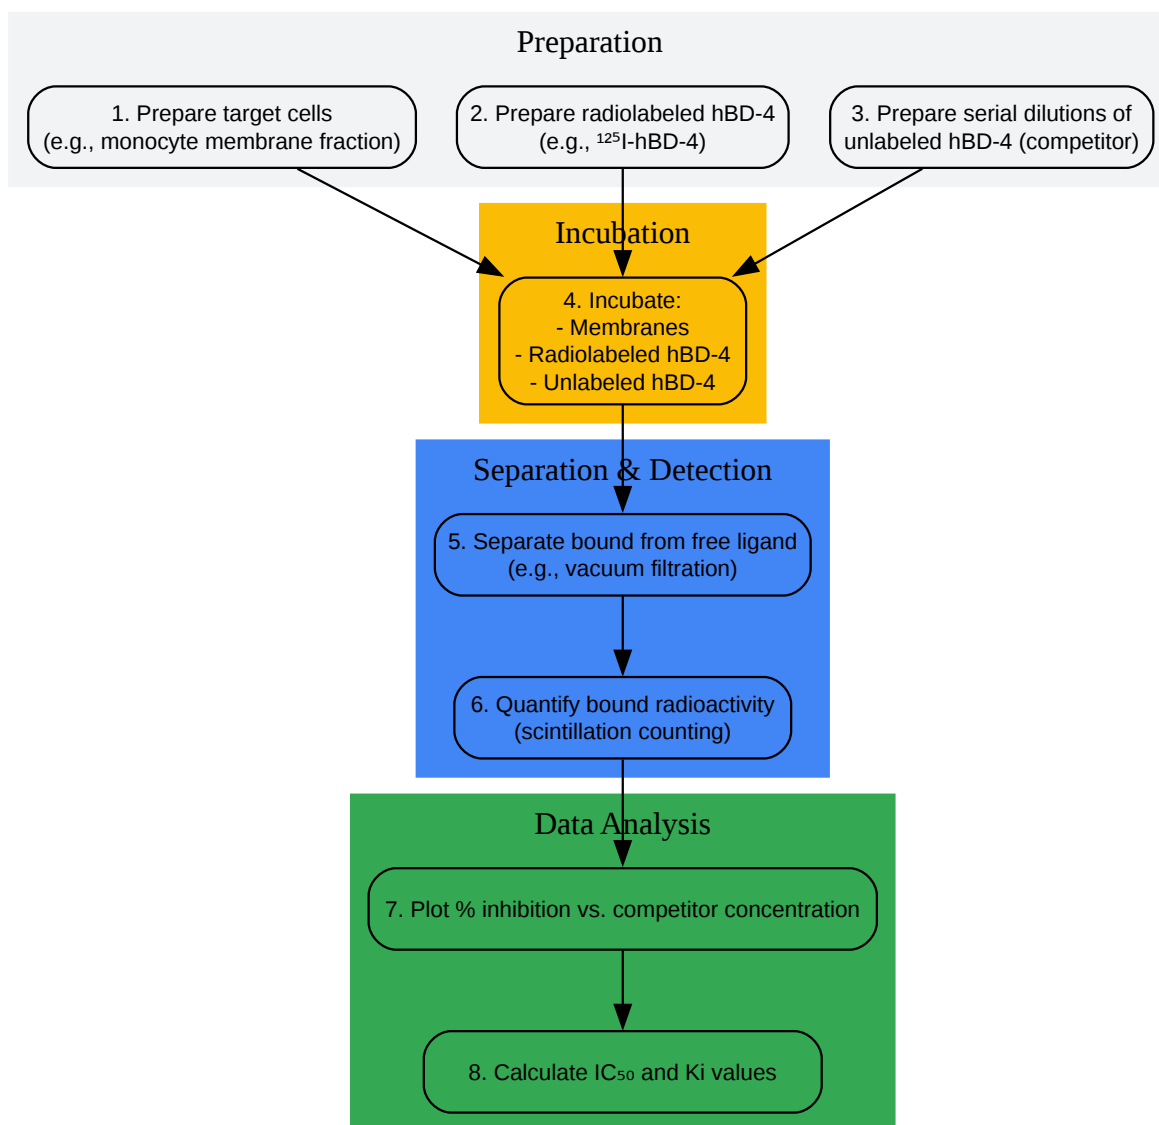 Preparation
1. Prepare target cells
(e.g., monocyte membrane fraction)
2. Prepare radiolabeled hBD-4
(e.g., ¹²⁵I-hBD-4)
3. Prepare serial dilutions of
unlabeled hBD-4 (competitor)
Incubation
4. Incubate:
- Membranes
- Radiolabeled hBD-4
- Unlabeled hBD-4
Separation & Detection
5. Separate bound from free ligand
(e.g., vacuum filtration)
6. Quantify bound radioactivity
(scintillation counting)
Data Analysis
7. Plot % inhibition vs. competitor concentration
8. Calculate IC₅₀ and Ki values